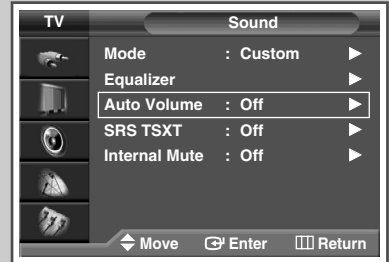 TV Sound
Mode : Custom
Equalizer
Auto Volume : Off
SRS TSXT : Off
Internal Mute : Off
Move Enter Return